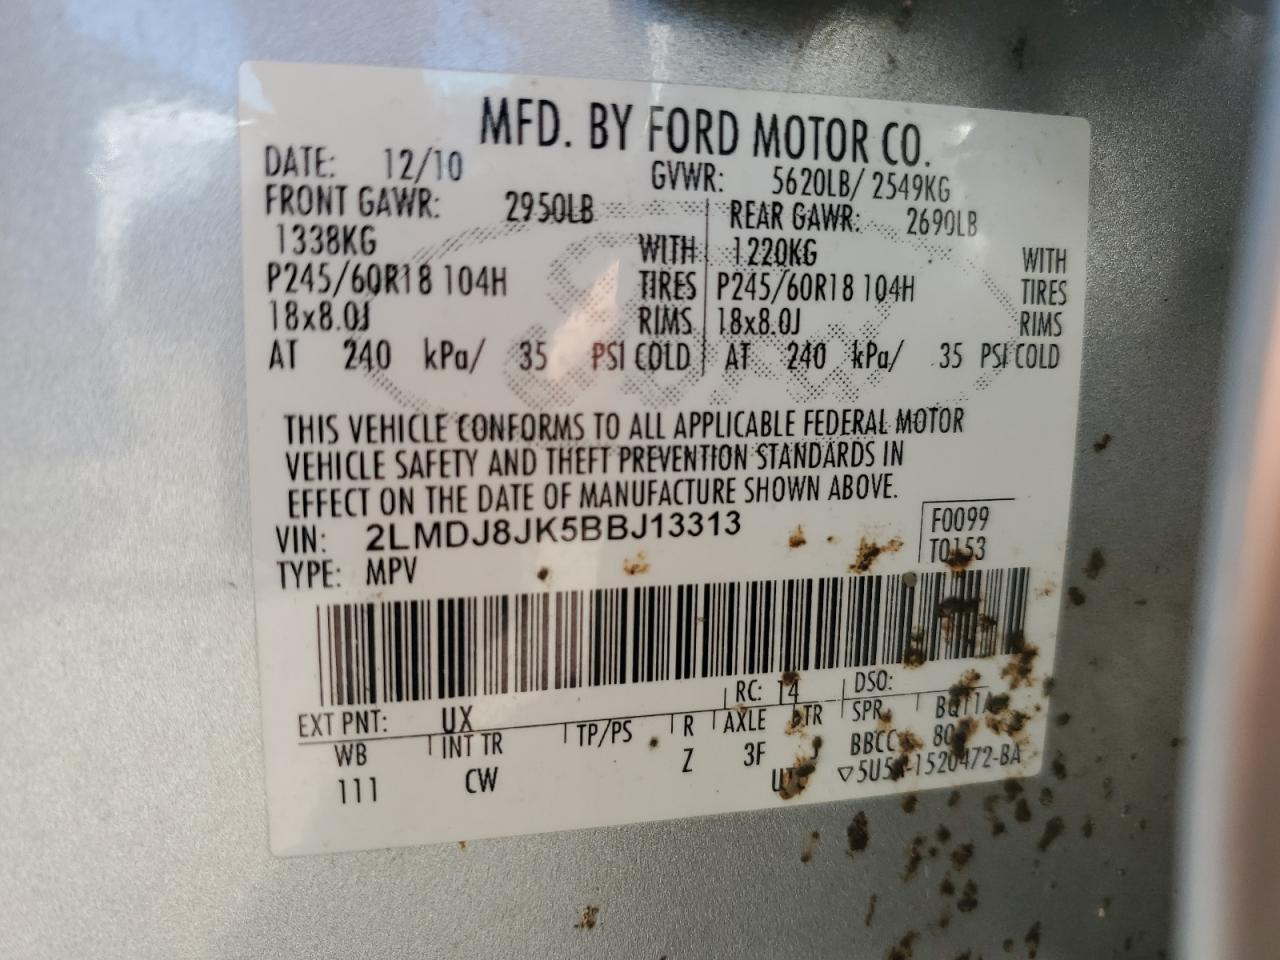 MFD. BY FORD MOTOR CO.
DATE: 12/10 GVWR: 5620LB/ 2549KG
FRONT GAWR: 2950LB REAR GAWR: 2690LB
1338KG WITH 1220KG WITH
P245/60R18 104H TIRES P245/60R18 104H TIRES
18x8.0J RIMS 18x8.0J RIMS
AT 240 kPa/ 35 PSI COLD AT 240 kPa/ 35 PSI COLD
THIS VEHICLE CONFORMS TO ALL APPLICABLE FEDERAL MOTOR
VEHICLE SAFETY AND THEFT PREVENTION STANDARDS IN
EFFECT ON THE DATE OF MANUFACTURE SHOWN ABOVE.
VIN: 2LMDJ8JK5BBJ13313 F0099
TYPE: MPV T0153
EXT PNT: UX RC: 14 DSO:
WB INT TR TP/PS R AXLE TR SPR
111 CW Z 3F